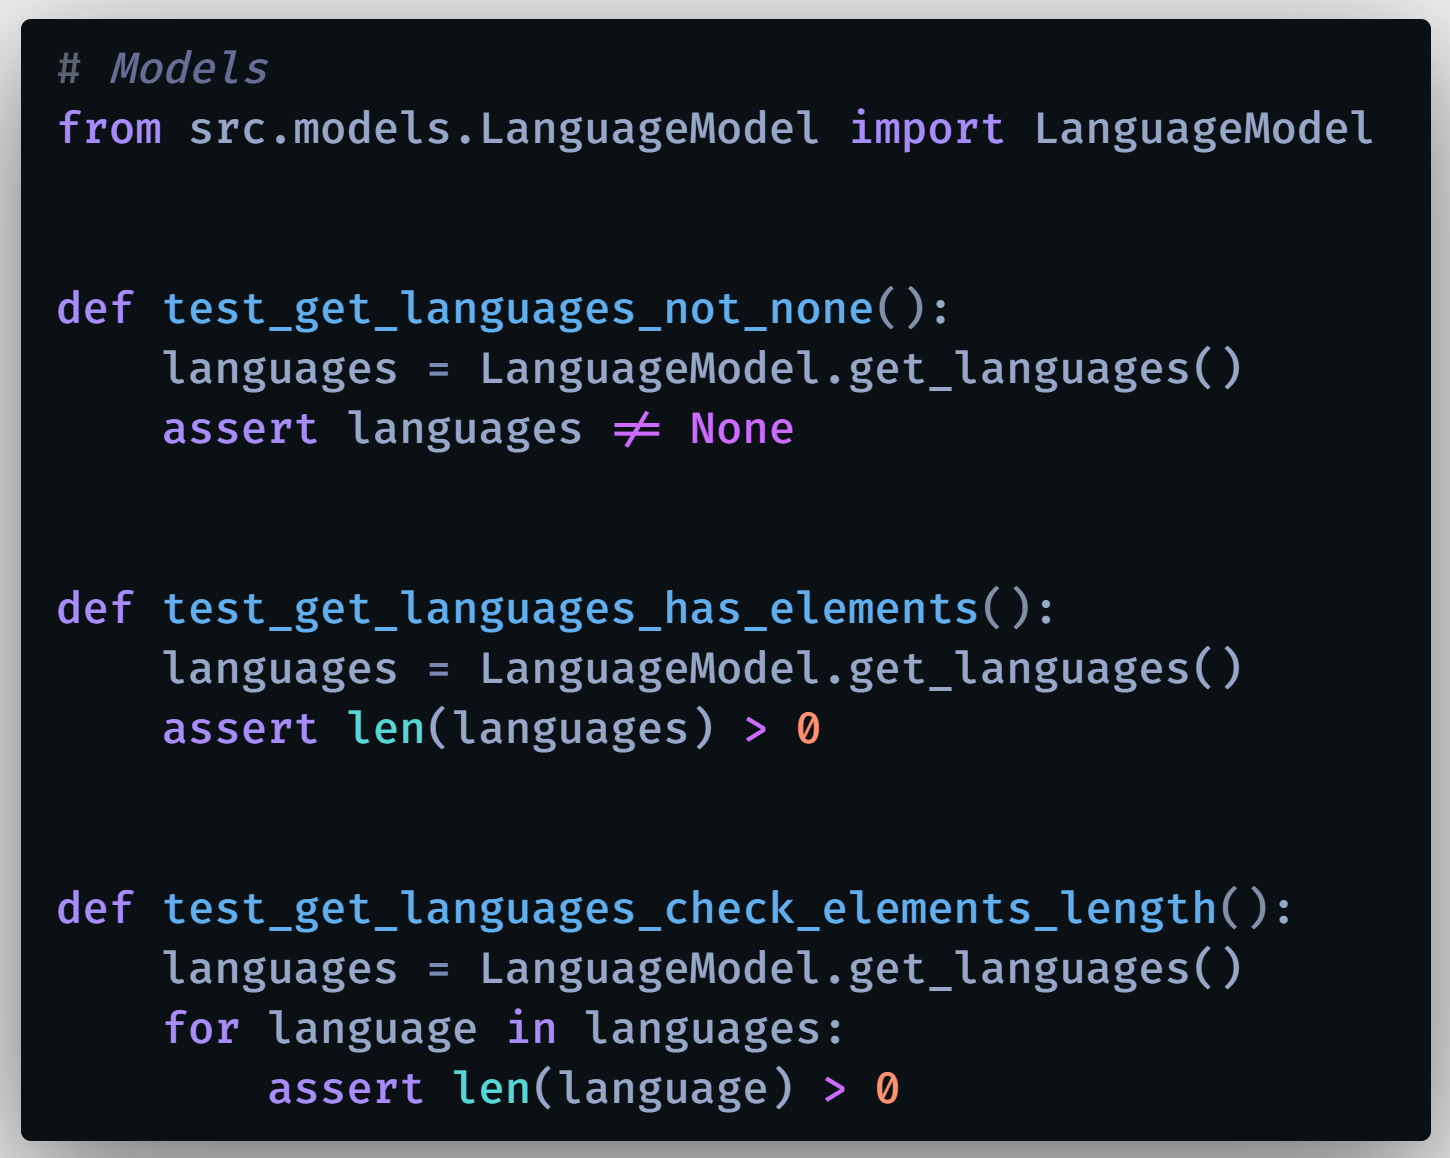 # Models
from src.models.LanguageModel import LanguageModel
def test_get_languages_not_none():
    languages = LanguageModel.get_languages()
    assert languages != None
def test_get_languages_has_elements():
    languages = LanguageModel.get_languages()
    assert len(languages) > 0
def test_get_languages_check_elements_length():
    languages = LanguageModel.get_languages()
    for language in languages:
        assert len(language) > 0